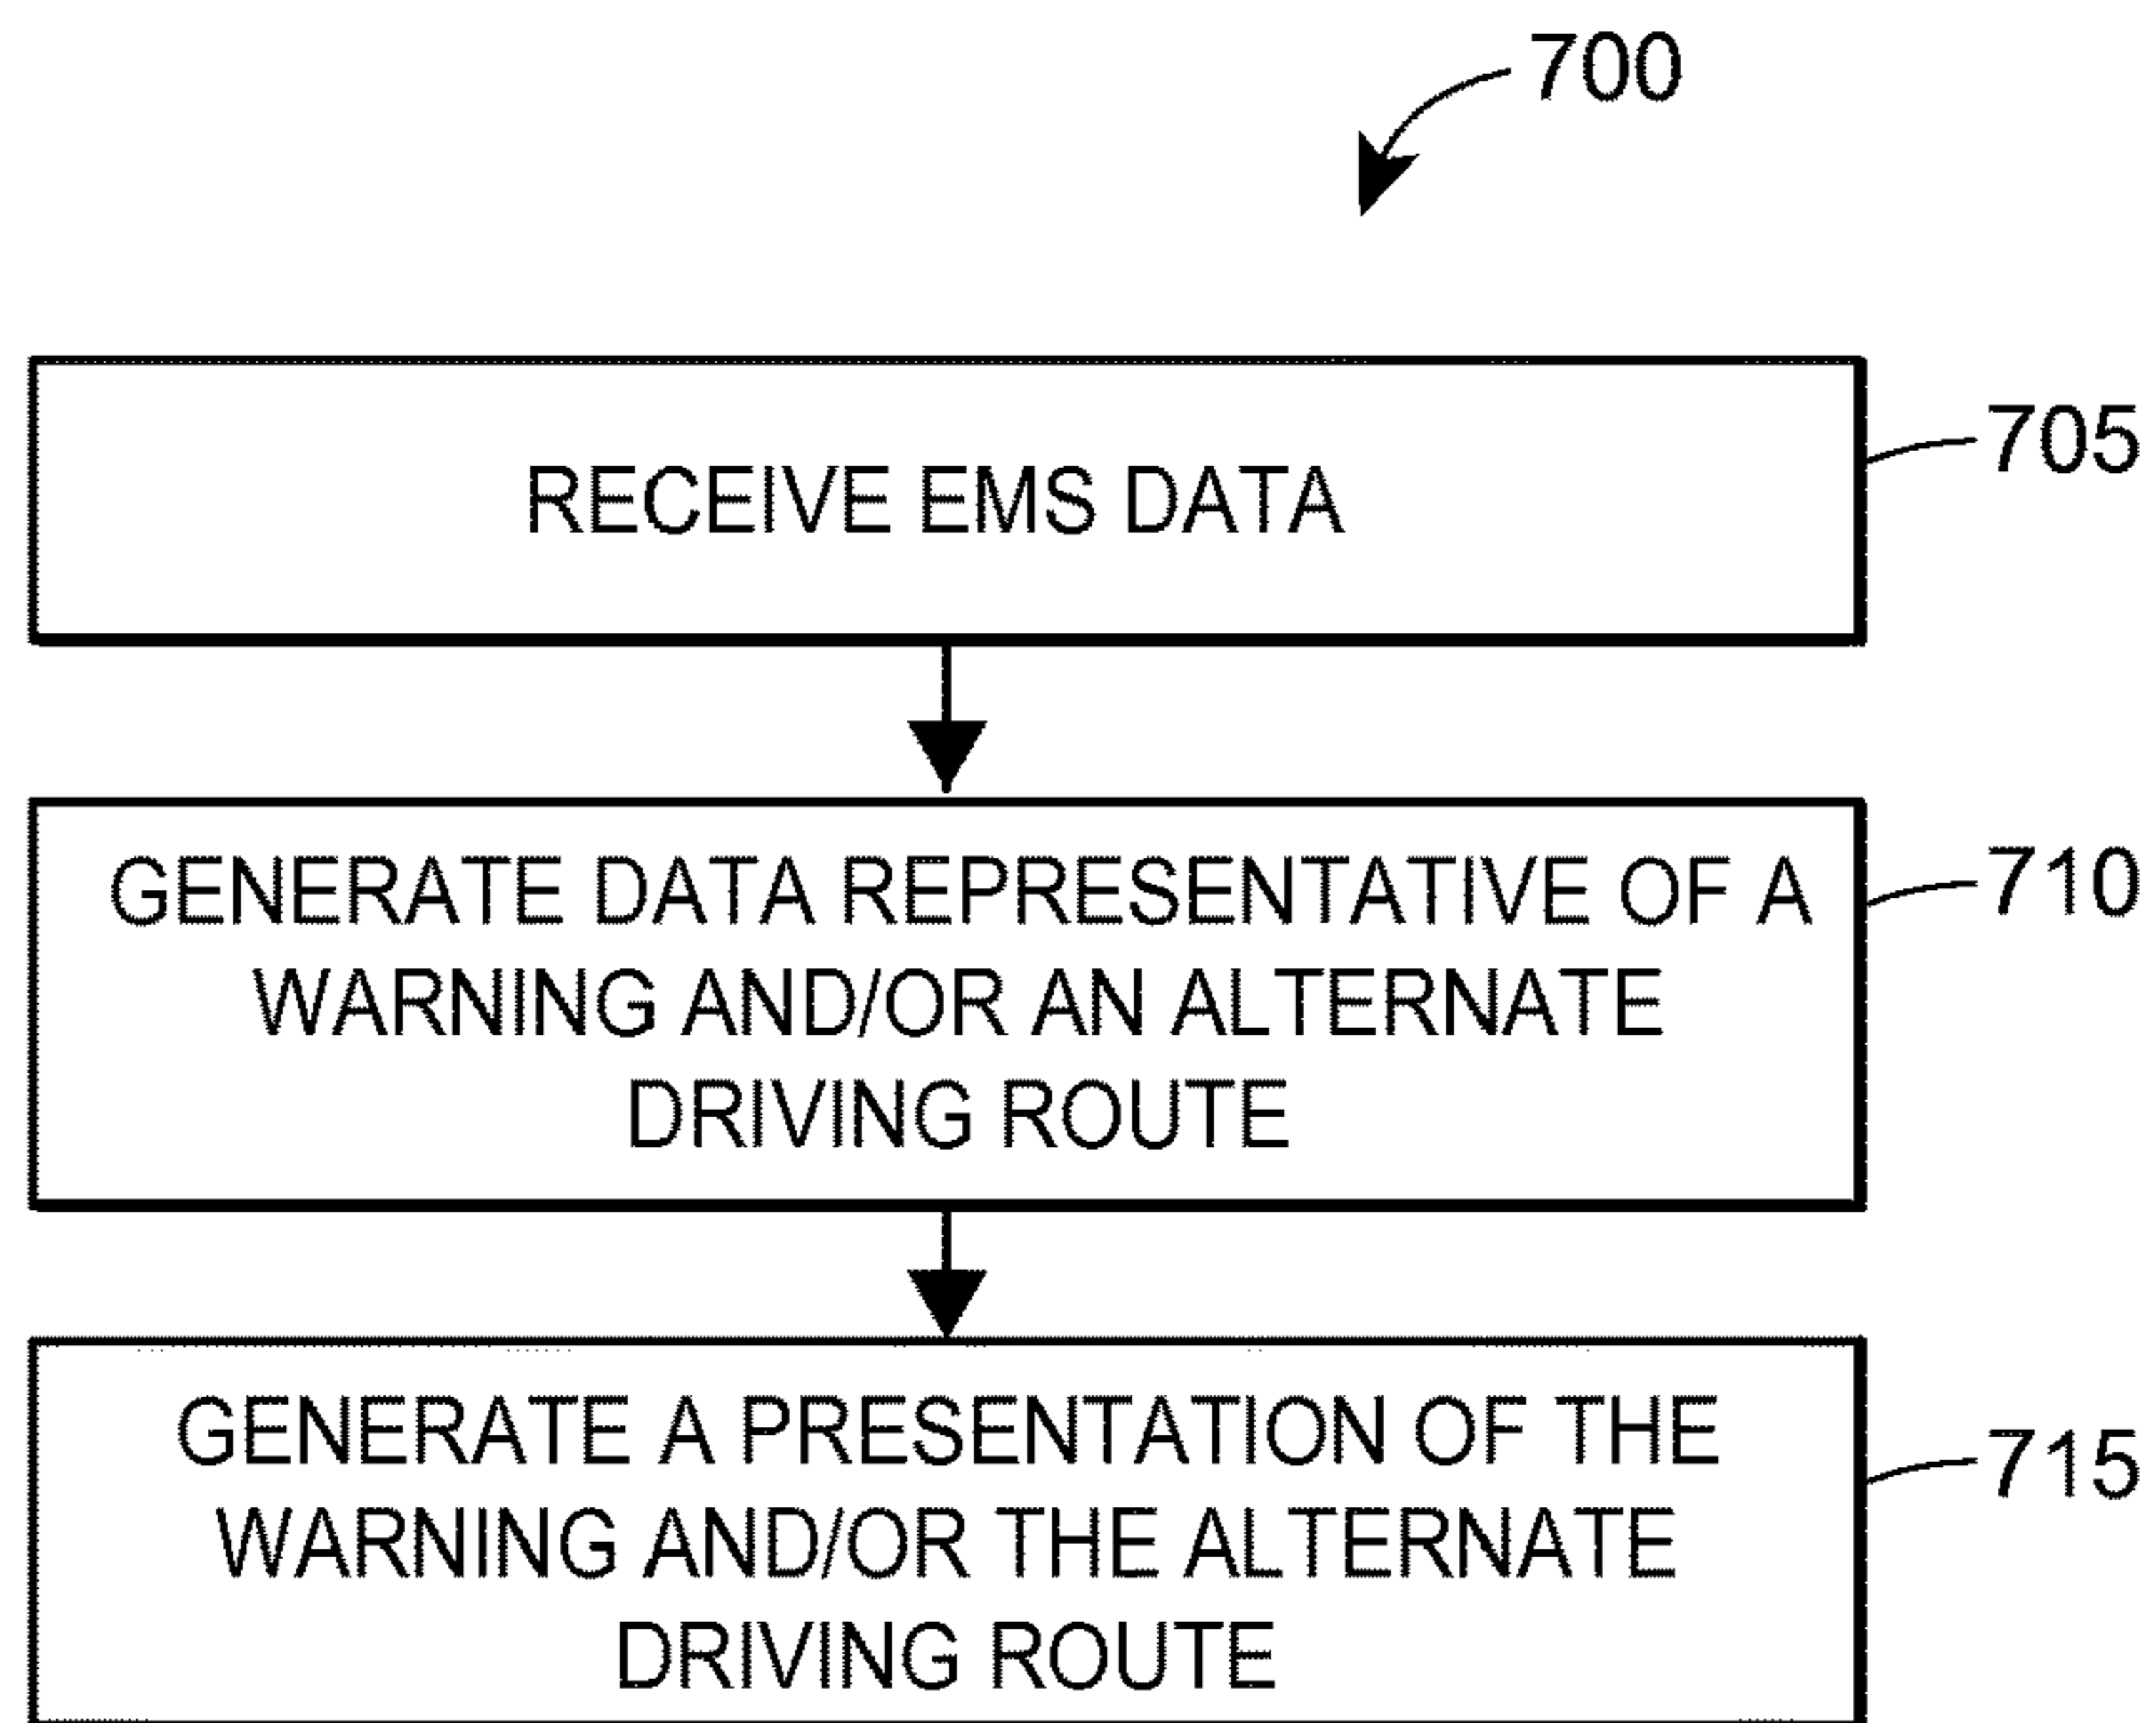 700
RECEIVE EMS DATA
705
GENERATE DATA REPRESENTATIVE OF A
WARNING AND/OR AN ALTERNATE
DRIVING ROUTE
710
GENERATE A PRESENTATION OF THE
WARNING AND/OR THE ALTERNATE
DRIVING ROUTE
715